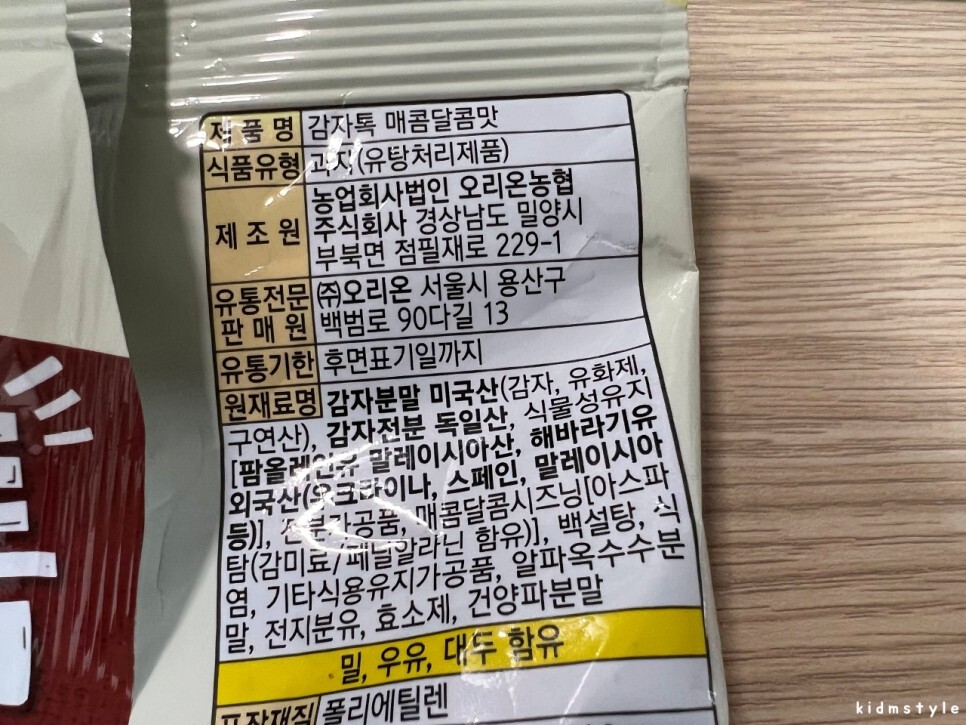 제 품 명 감자톡 매콤달콤맛
식품유형 과자(유탕처리제품)
제 조 원 농업회사법인 오리온농협
주식회사 경상남도 밀양시
부북면 점필재로 229-1
유통전문
판 매 원
㈜오리온 서울시 용산구
백범로 90다길 13
유통기한 후면표기일까지
원재료명 감자분말 미국산(감자, 유화제,
구연산), 감자전분 독일산, 식물성유지
[팜올레인유 말레이시아산, 해바라기유
외국산(우크라이나, 스페인, 말레이시아
등)], 전분가공품, 매콤달콤시즈닝[아스파
탐(감미료/페닐알라닌 함유)], 백설탕, 식
염, 기타식용유지가공품, 알파옥수수분
말, 전지분유, 효소제, 건양파분말
밀, 우유, 대두 함유
포장재질 폴리에틸렌
kidmstyle